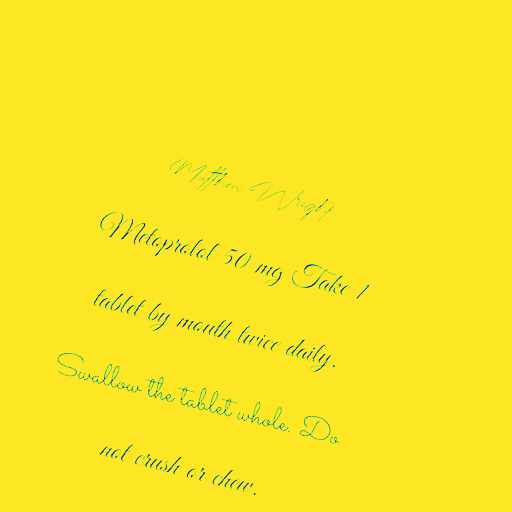 Matthew Wright
Metoprolol 50 mg Take 1
tablet by mouth twice daily.
Swallow the tablet whole. Do
not crush or chew.